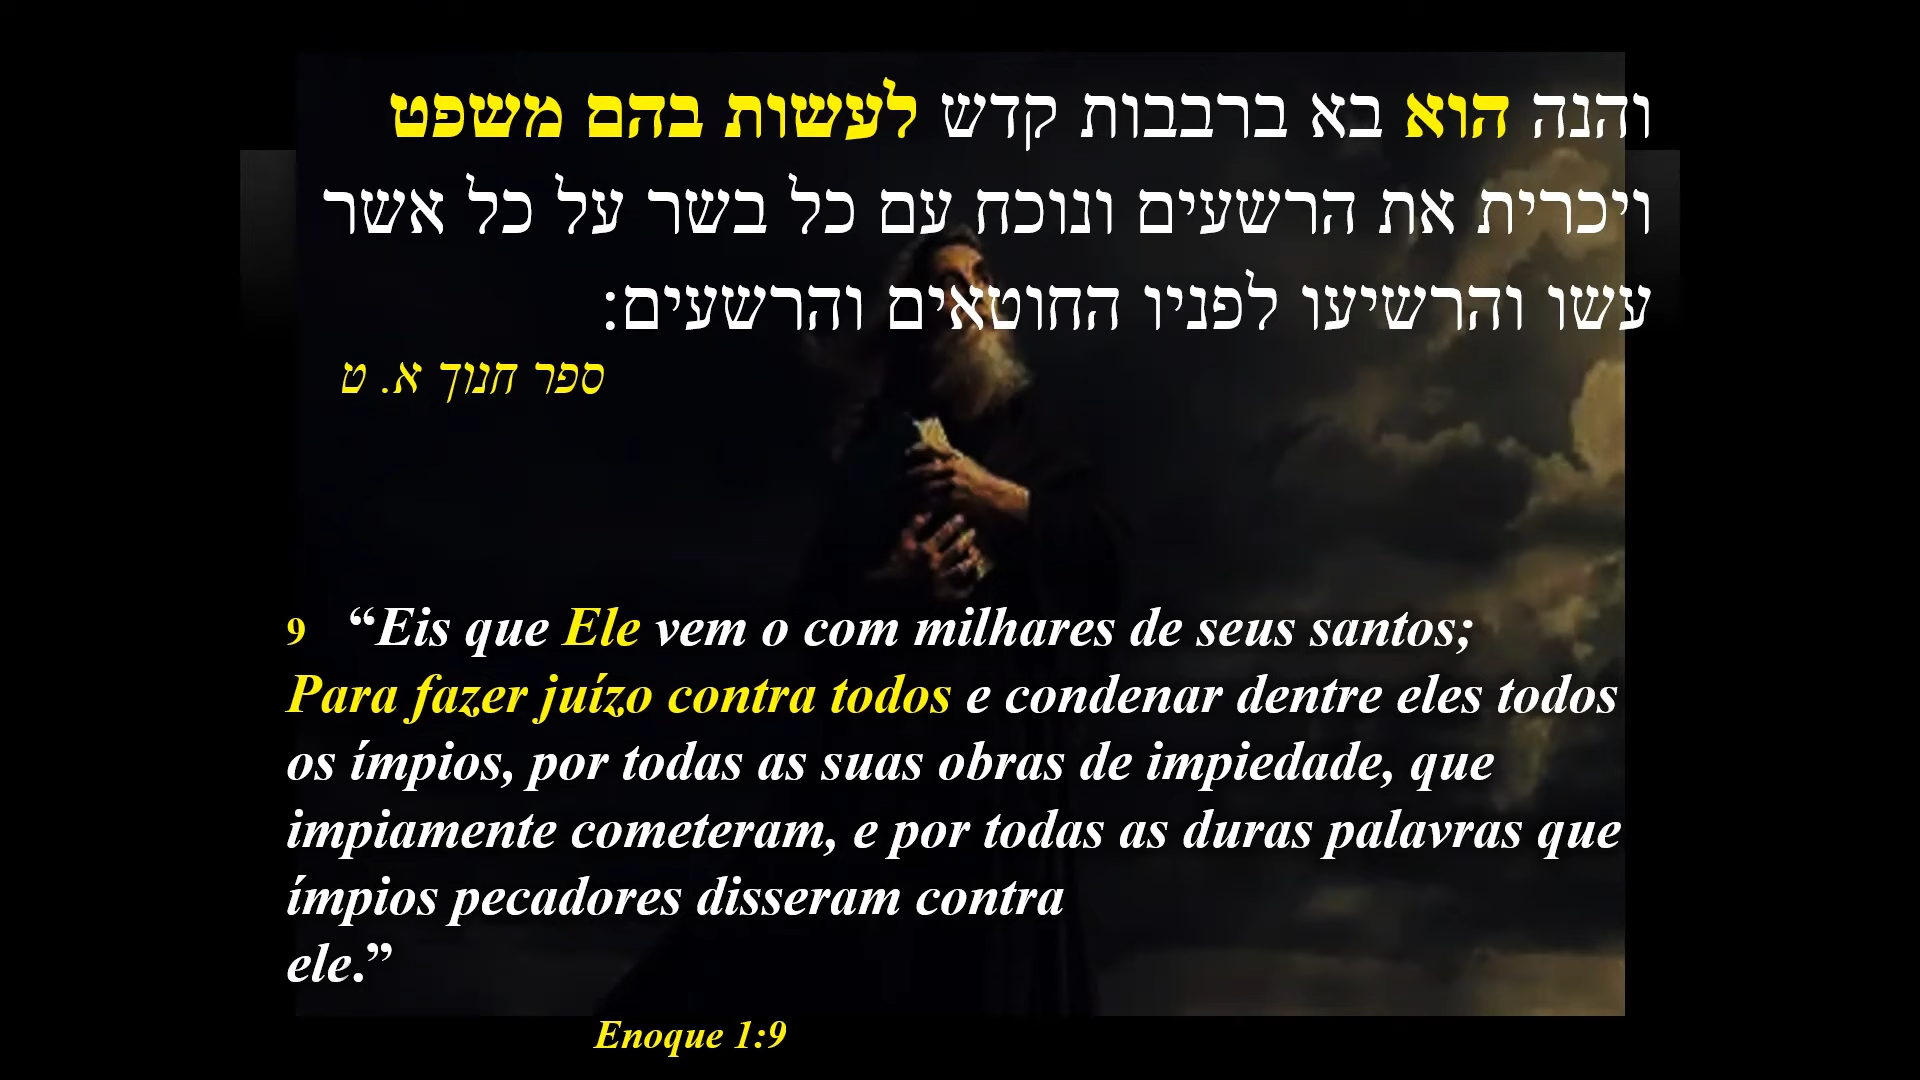 והנה הוא בא ברבבות קדש לעשות בהם משפט
ויכרית את הרשעים ונוכח עם כל בשר על כל אשר
עשו והרשיעו לפניו החוטאים והרשעים:
ספר חנוך א. ט
9 “Eis que Ele vem o com milhares de seus santos;
Para fazer juízo contra todos e condenar dentre eles todos
os ímpios, por todas as suas obras de impiedade, que
impiamente cometeram, e por todas as duras palavras que
ímpios pecadores disseram contra
ele.”
Enoque 1:9